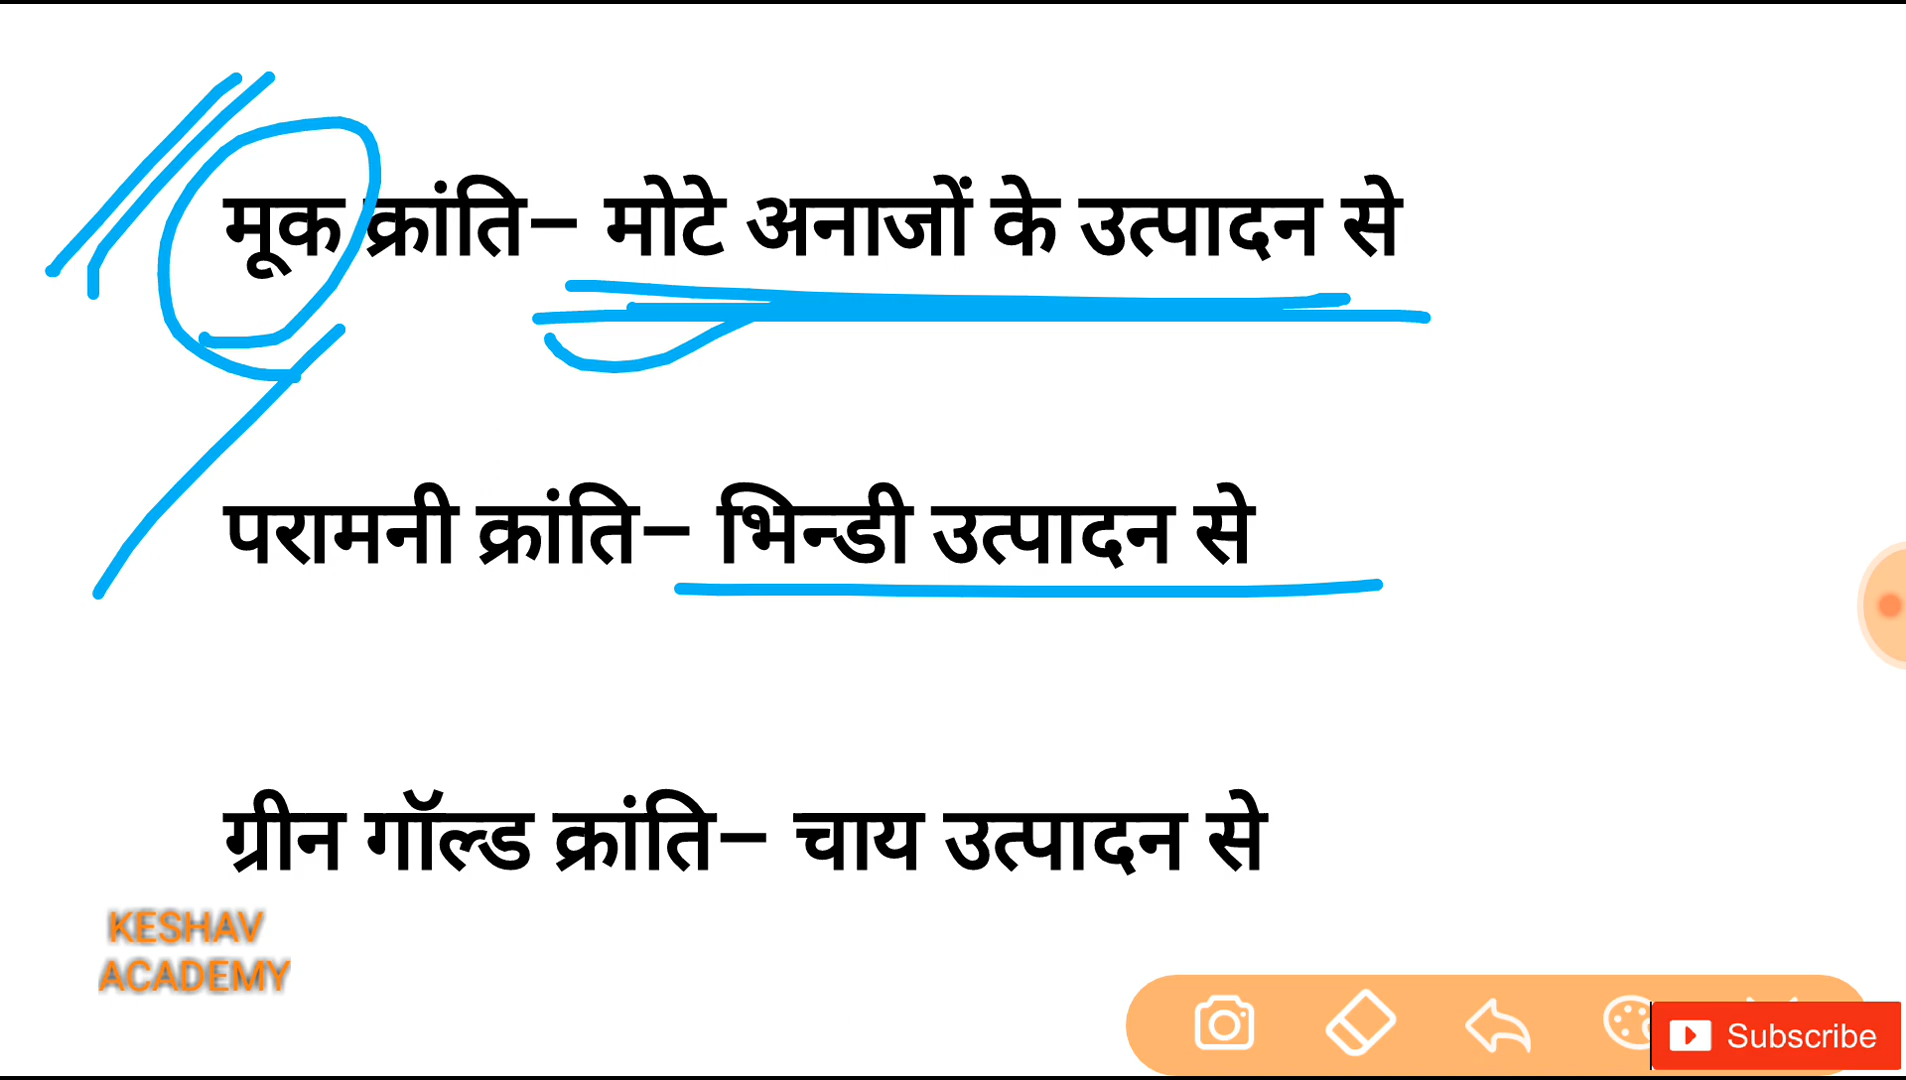 मूक क्रांति– मोटे अनाजों के उत्पादन से
परामनी क्रांति– भिन्डी उत्पादन से
ग्रीन गॉल्ड क्रांति– चाय उत्पादन से
KESHAV
ACADEMY
Subscribe